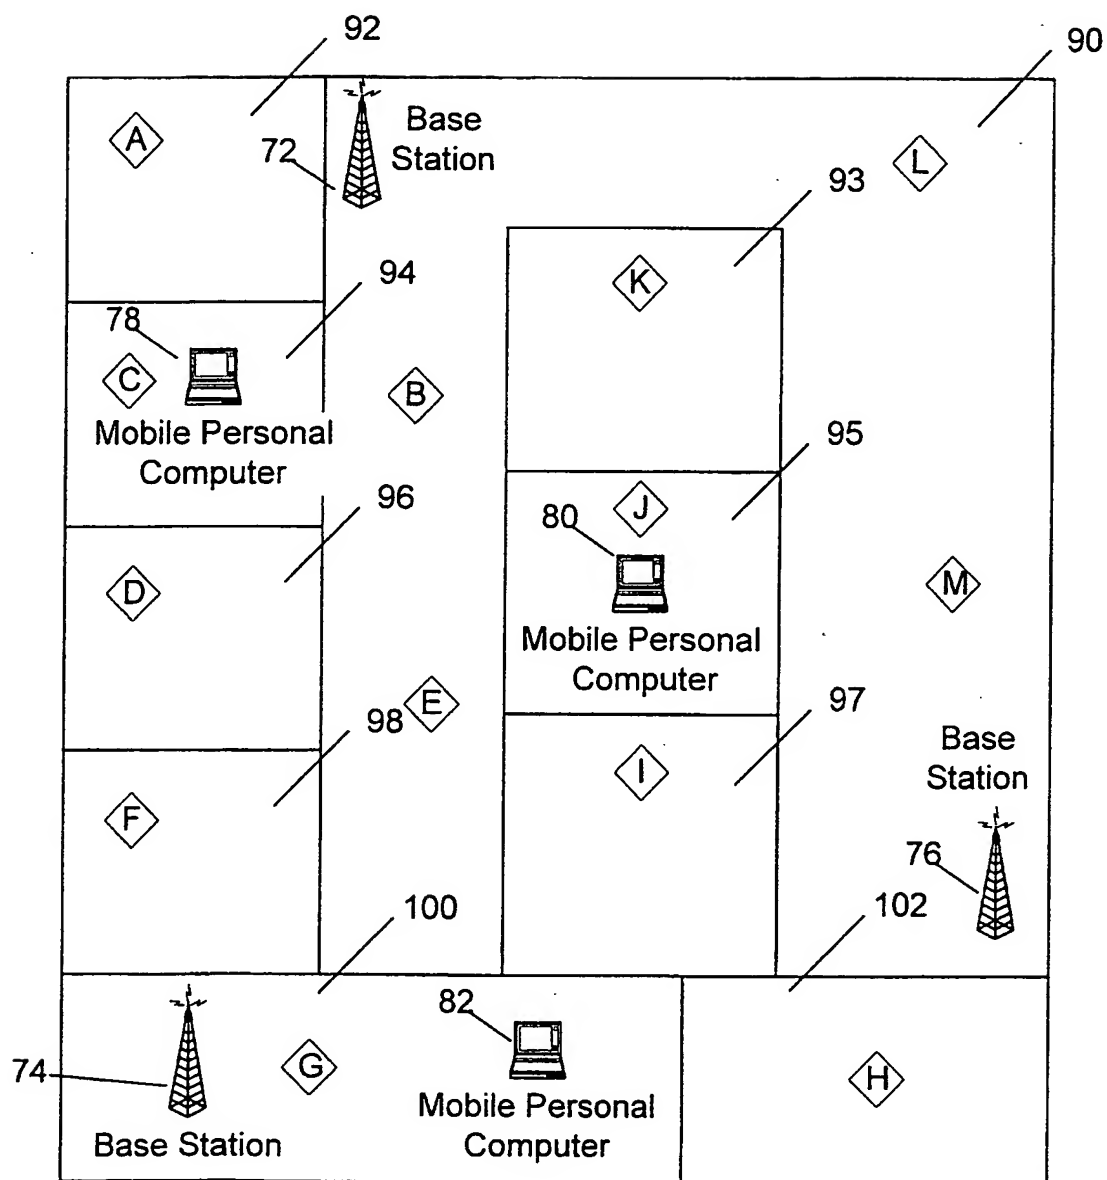 92
90
A
Base
Station
72
L
93
K
94
78
C
B
Mobile Personal
Computer
95
96
J
80
D
M
Mobile Personal
Computer
E
98
97
Base
Station
I
F
76
100
102
82
74
G
H
Mobile Personal
Computer
Base Station